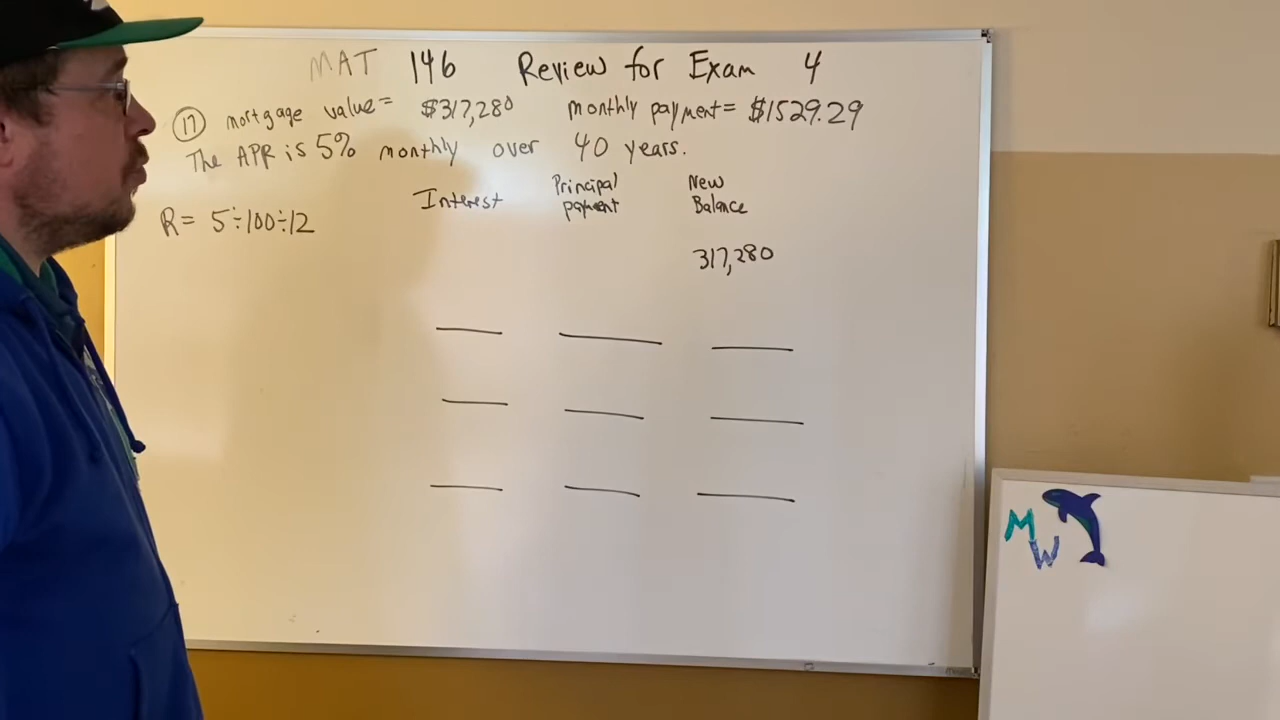 MAT 146 Review for Exam 4
17 mortgage value= $317,280 monthly payment= $1529.29
The APR is 5% monthly over 40 years.
Interest Principal payment New Balance
R= 5÷100÷12
317,280
M
W